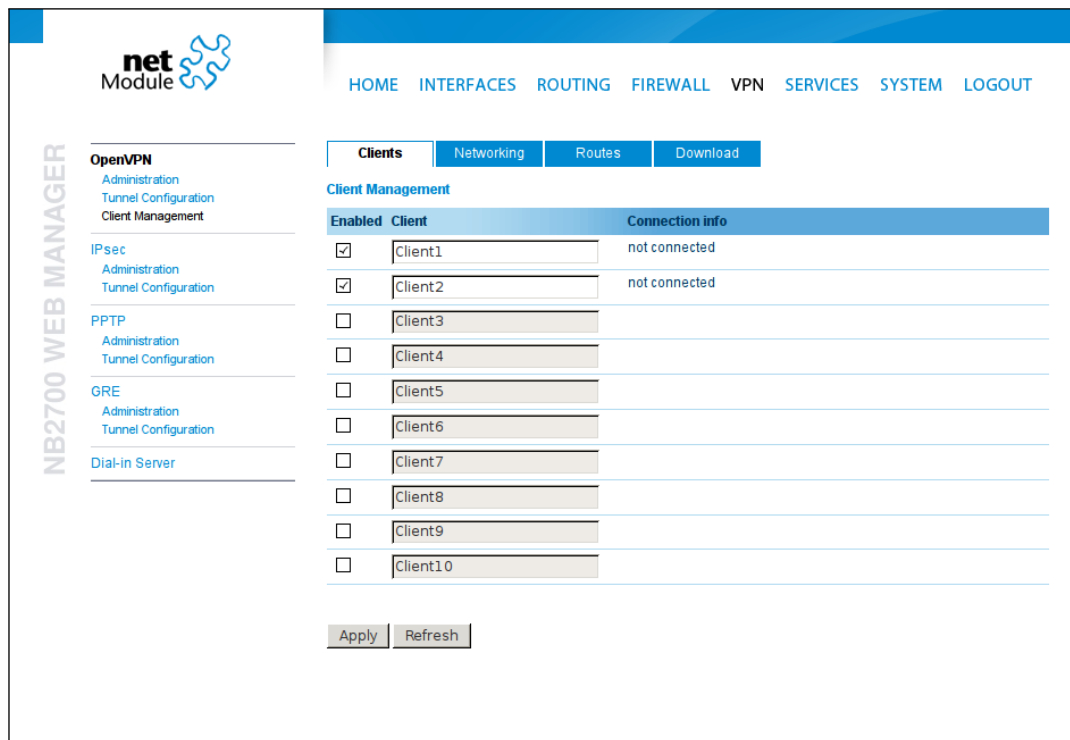 net
Module
HOME INTERFACES ROUTING FIREWALL VPN SERVICES SYSTEM LOGOUT
NB2700 WEB MANAGER
OpenVPN
Administration
Tunnel Configuration
Client Management
IPsec
Administration
Tunnel Configuration
PPTP
Administration
Tunnel Configuration
GRE
Administration
Tunnel Configuration
Dial-in Server
Clients Networking Routes Download
Client Management
Enabled Client Connection info
Client1 not connected
Client2 not connected
Client3
Client4
Client5
Client6
Client7
Client8
Client9
Client10
Apply Refresh